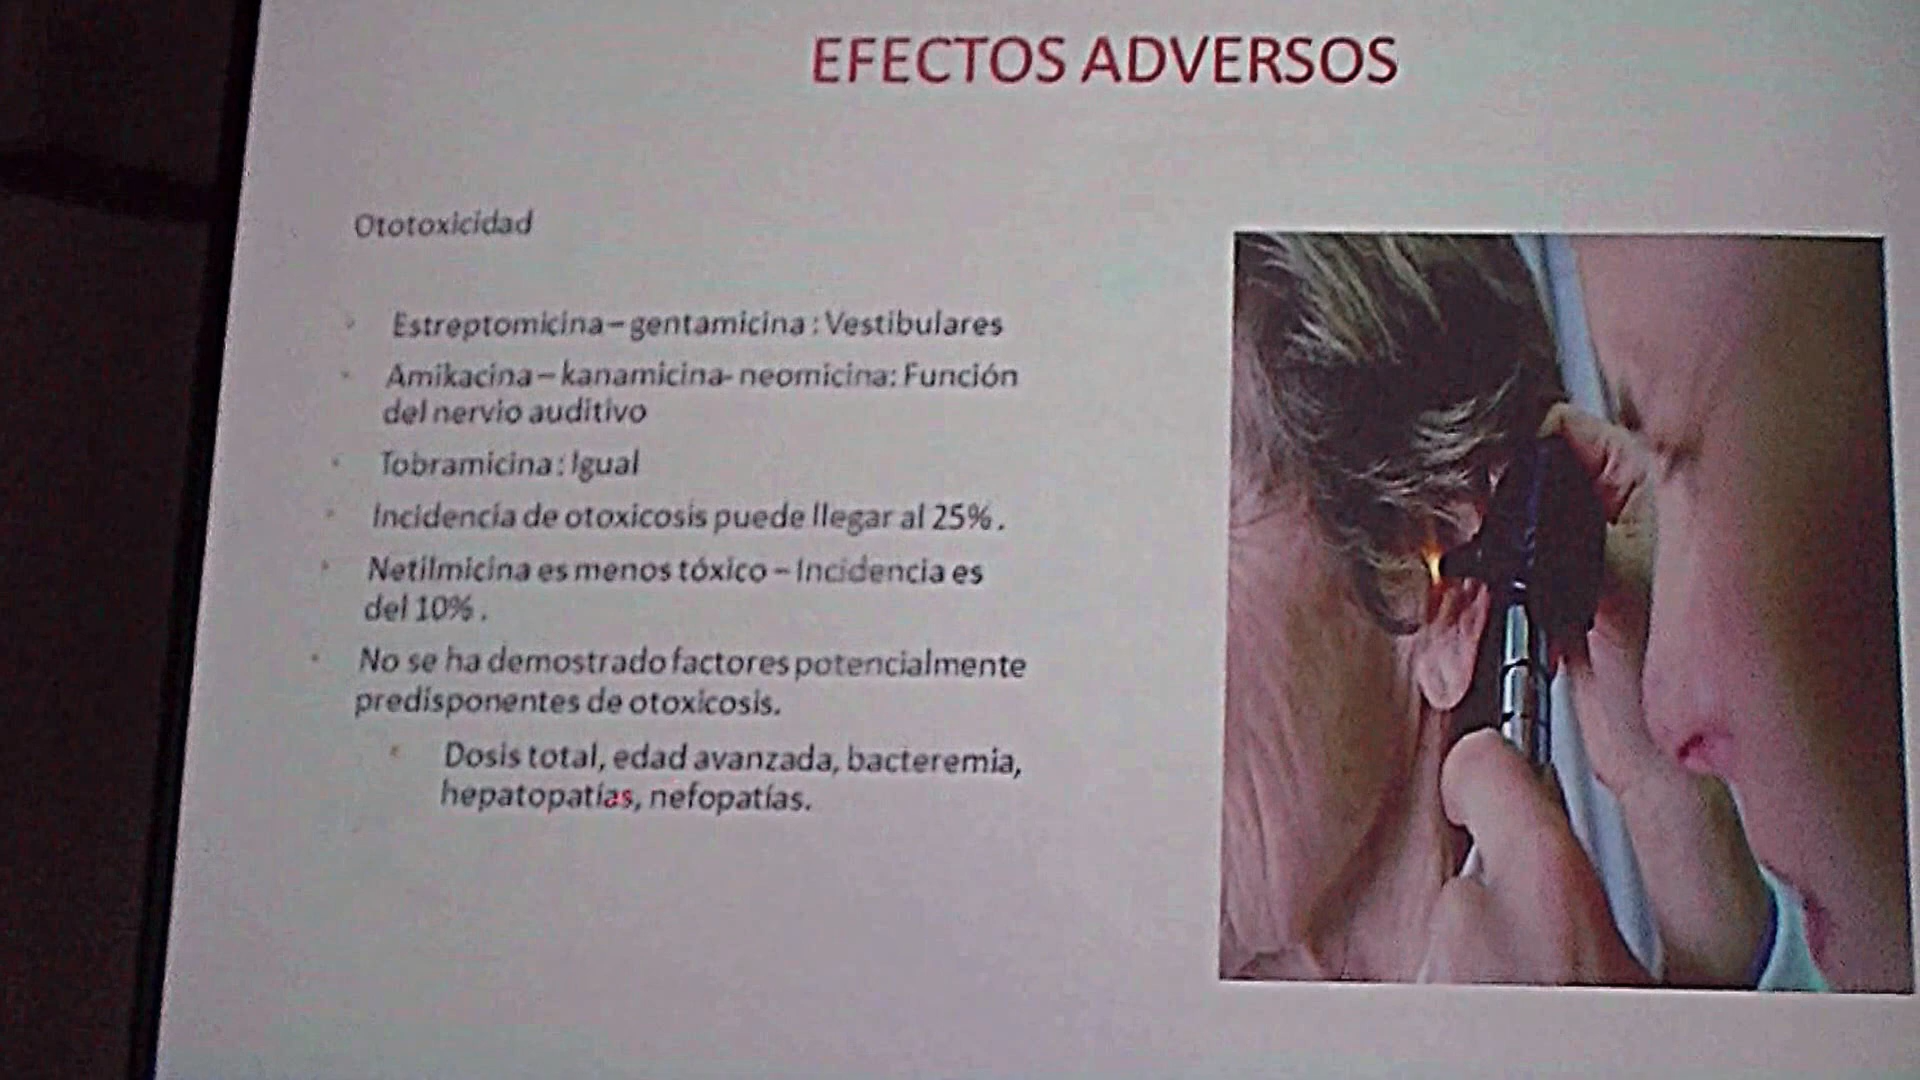 EFECTOS ADVERSOS
Ototoxicidad
Estreptomicina – gentamicina : Vestibulares
Amikacina – kanamicina- neomicina: Función
del nervio auditivo
Tobramicina : Igual
Incidencia de otoxicosis puede llegar al 25% .
Netilmicina es menos tóxico – Incidencia es
del 10% .
No se ha demostrado factores potencialmente
predisponentes de otoxicosis.
Dosis total, edad avanzada, bacteremia,
hepatopatías, nefopatías.